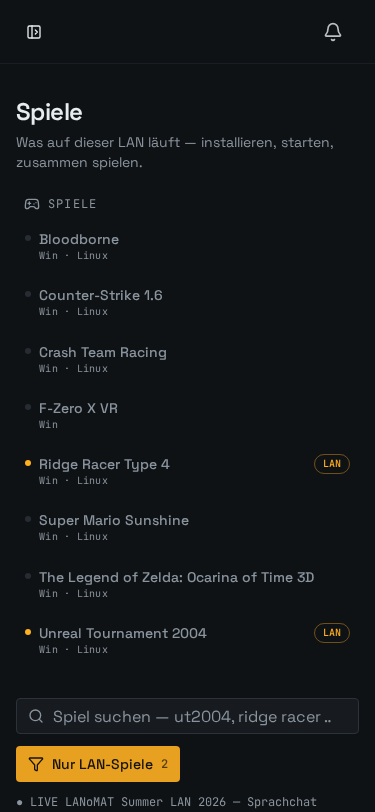 Spiele
Was auf dieser LAN läuft — installieren, starten,
zusammen spielen.
SPIELE
Bloodborne
Win · Linux
Counter-Strike 1.6
Win · Linux
Crash Team Racing
Win · Linux
F-Zero X VR
Win
Ridge Racer Type 4 LAN
Win · Linux
Super Mario Sunshine
Win · Linux
The Legend of Zelda: Ocarina of Time 3D
Win · Linux
Unreal Tournament 2004 LAN
Win · Linux
Spiel suchen — ut2004, ridge racer ..
Nur LAN-Spiele 2
● LIVE LANoMAT Summer LAN 2026 — Sprachchat